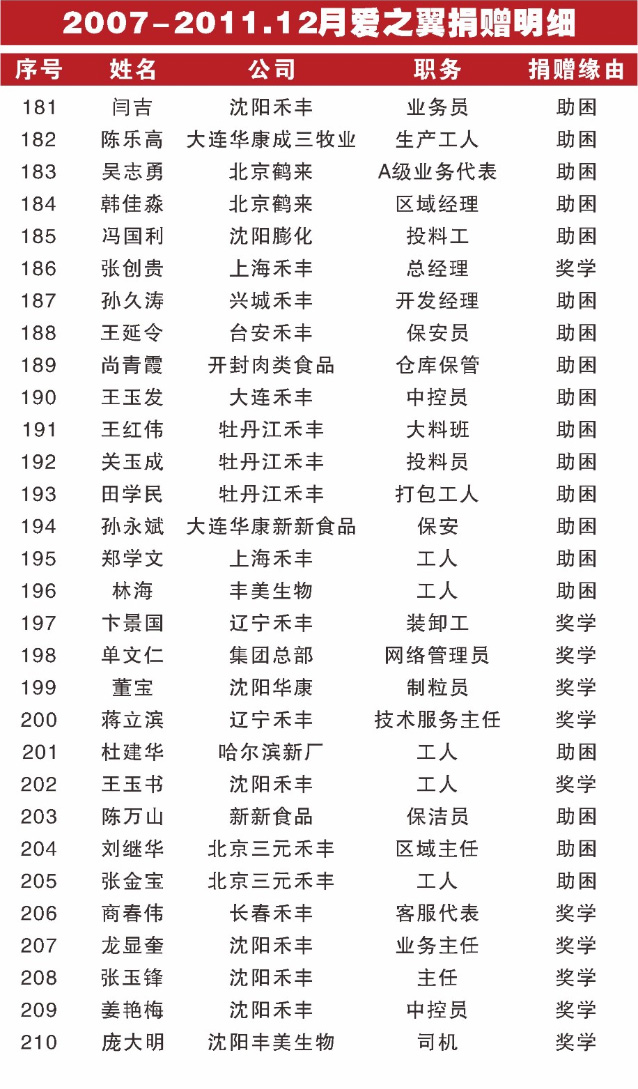 2007-2011.12月爱之翼捐赠明细
序号 姓名 公司 职务 捐赠缘由
181 闫吉 沈阳禾丰 业务员 助困
182 陈乐高 大连华康成三牧业 生产工人 助困
183 吴志勇 北京鹤来 A级业务代表 助困
184 韩佳淼 北京鹤来 区域经理 助困
185 冯国利 沈阳膨化 投料工 助困
186 张创贵 上海禾丰 总经理 奖学
187 孙久涛 兴城禾丰 开发经理 助困
188 王延令 台安禾丰 保安员 助困
189 尚青霞 开封肉类食品 仓库保管 助困
190 王玉发 大连禾丰 中控员 助困
191 王红伟 牡丹江禾丰 大料班 助困
192 关玉成 牡丹江禾丰 投料员 助困
193 田学民 牡丹江禾丰 打包工人 助困
194 孙永斌 大连华康新新食品 保安 助困
195 郑学文 上海禾丰 工人 助困
196 林海 丰美生物 工人 助困
197 卞景国 辽宁禾丰 装卸工 奖学
198 单文仁 集团总部 网络管理员 奖学
199 董宝 沈阳华康 制粒员 奖学
200 蒋立滨 辽宁禾丰 技术服务主任 奖学
201 杜建华 哈尔滨新厂 工人 助困
202 王玉书 沈阳禾丰 工人 奖学
203 陈万山 新新食品 保洁员 助困
204 刘继华 北京三元禾丰 区域主任 助困
205 张金宝 北京三元禾丰 工人 助困
206 商春伟 长春禾丰 客服代表 奖学
207 龙显奎 沈阳禾丰 业务主任 奖学
208 张玉锋 沈阳禾丰 主任 奖学
209 姜艳梅 沈阳禾丰 中控员 奖学
210 庞大明 沈阳丰美生物 司机 奖学